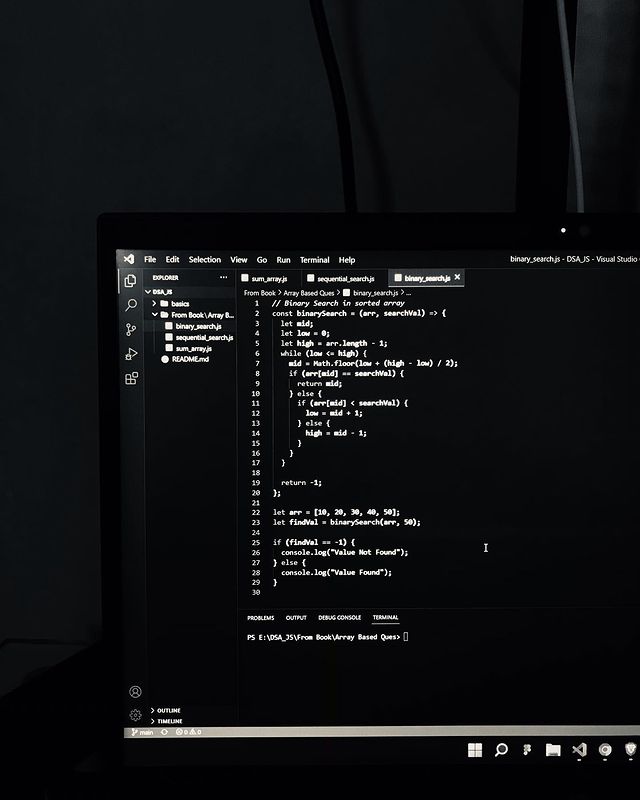 File Edit Selection View Go Run Terminal Help binary_search.js - DSA_JS - Visual Studio
EXPLORER ...
DSA_JS
basics
From Book\Array B...
binary_search.js
sequential_search.js
sum_array.js
README.md
OUTLINE
TIMELINE
sum_array.js sequential_search.js binary_search.js ×
From Book > Array Based Ques > binary_search.js > ...
1 // Binary Search in sorted array
2 const binarySearch = (arr, searchVal) => {
3 let mid;
4 let low = 0;
5 let high = arr.length - 1;
6 while (low <= high) {
7 mid = Math.floor(low + (high - low) / 2);
8 if (arr[mid] == searchVal) {
9 return mid;
10 } else {
11 if (arr[mid] < searchVal) {
12 low = mid + 1;
13 } else {
14 high = mid - 1;
15 }
16 }
17 }
18
19 return -1;
20 };
21
22 let arr = [10, 20, 30, 40, 50];
23 let findVal = binarySearch(arr, 50);
24
25 if (findVal == -1) {
26 console.log("Value Not Found");
27 } else {
28 console.log("Value Found");
29 }
30
PROBLEMS OUTPUT DEBUG CONSOLE TERMINAL
PS E:\DSA_JS\From Book\Array Based Ques>
main 0 0